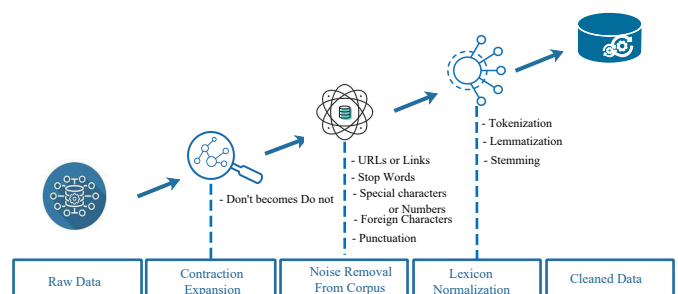 - Tokenization
- Lemmatization
- Stemming
- URLs or Links
- Stop Words
- Special characters
or Numbers
- Foreign Characters
- Punctuation
- Don't becomes Do not
Raw Data
Contraction
Expansion
Noise Removal
From Corpus
Lexicon
Normalization
Cleaned Data